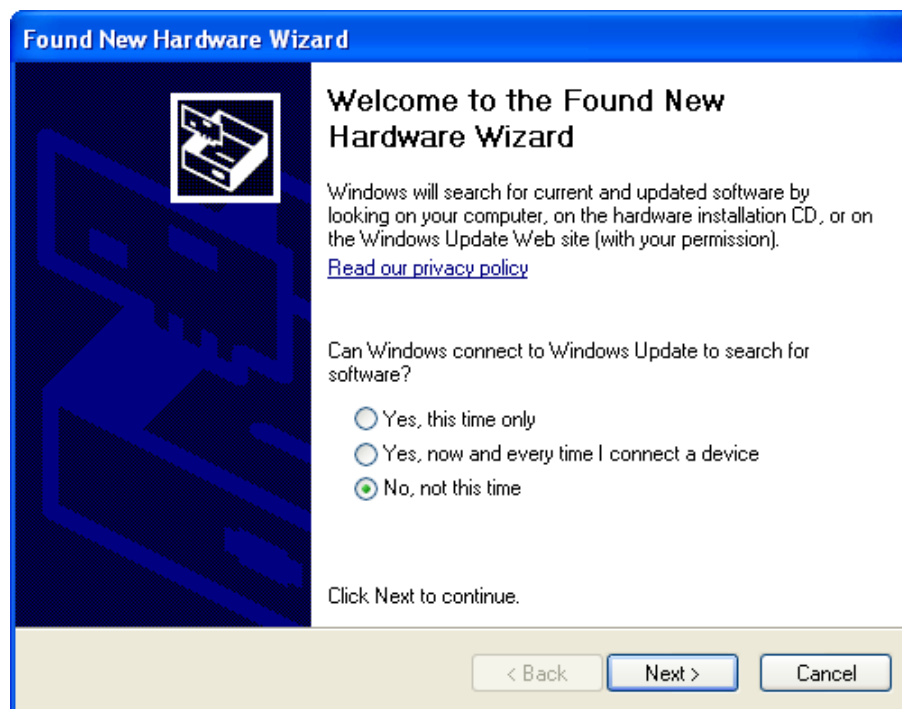 Found New Hardware Wizard
Welcome to the Found New
Hardware Wizard
Windows will search for current and updated software by
looking on your computer, on the hardware installation CD, or on
the Windows Update Web site (with your permission).
Read our privacy policy
Can Windows connect to Windows Update to search for
software?
Yes, this time only
Yes, now and every time I connect a device
No, not this time
Click Next to continue.
< Back Next > Cancel